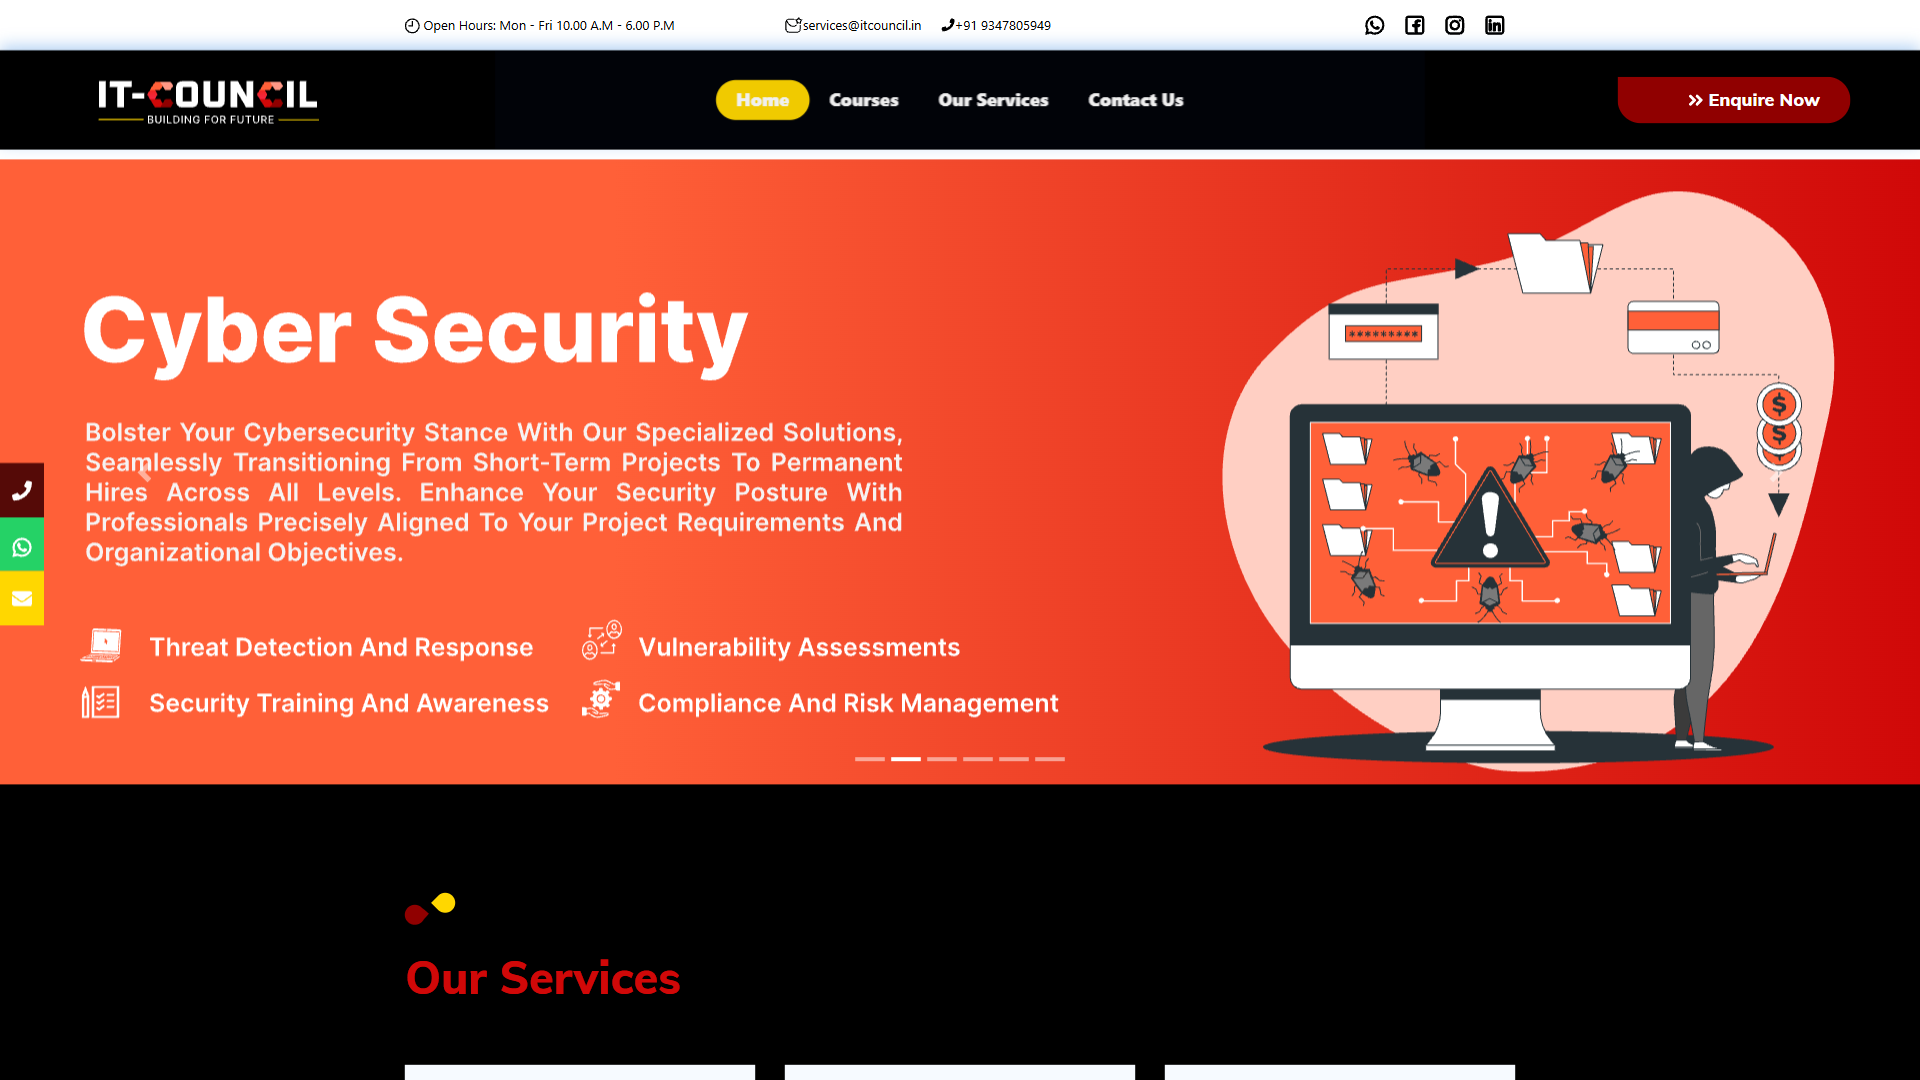 Open Hours: Mon - Fri 10.00 A.M - 6.00 P.M
services@itcouncil.in
+91 9347805949
IT-COUNCIL
BUILDING FOR FUTURE
Home
Courses
Our Services
Contact Us
Enquire Now
Cyber Security
Bolster Your Cybersecurity Stance With Our Specialized Solutions,
Seamlessly Transitioning From Short-Term Projects To Permanent
Hires Across All Levels. Enhance Your Security Posture With
Professionals Precisely Aligned To Your Project Requirements And
Organizational Objectives.
Threat Detection And Response
Vulnerability Assessments
Security Training And Awareness
Compliance And Risk Management
*********
$
$
Our Services